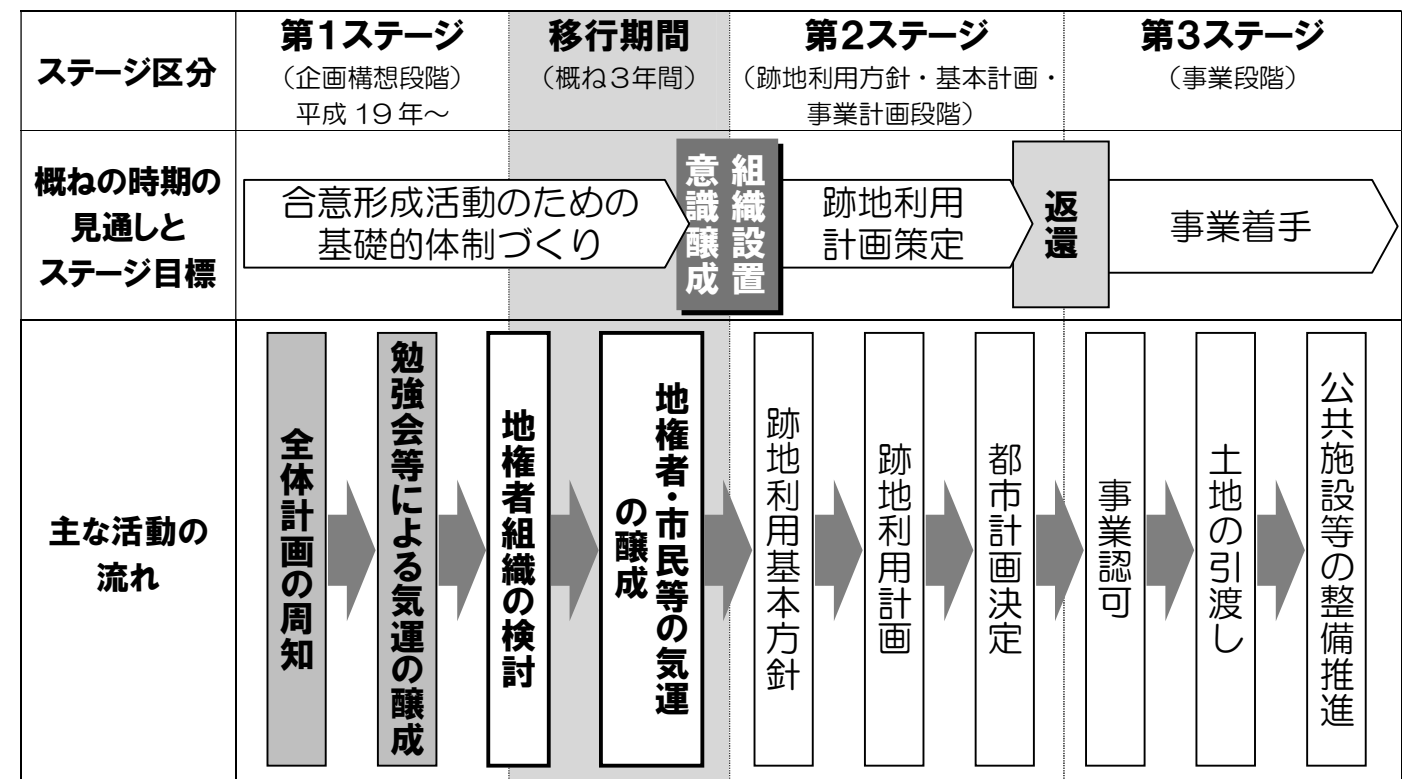 ステージ区分
第1ステージ
（企画構想段階）
平成 19 年～
移行期間
（概ね3年間）
第2ステージ
（跡地利用方針・基本計画・
事業計画段階）
第3ステージ
（事業段階）
概ねの時期の
見通しと
ステージ目標
合意形成活動のための
基礎的体制づくり
組織設置
意識醸成
跡地利用
計画策定
返還
事業着手
主な活動の
流れ
全体計画の周知
勉強会等による気運の醸成
地権者組織の検討
地権者・市民等の気運
の醸成
跡地利用基本方針
跡地利用計画
都市計画決定
事業認可
土地の引渡し
公共施設等の整備推進